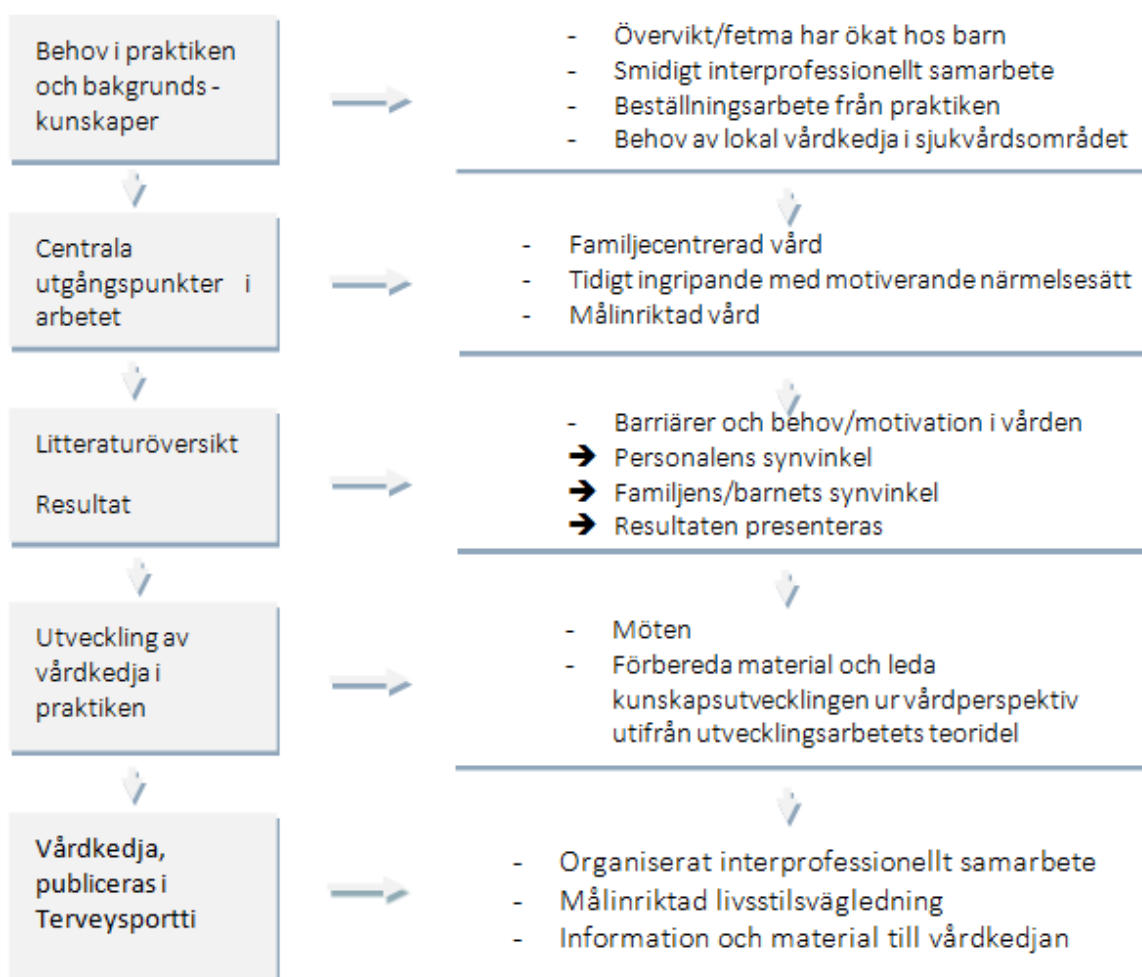 Behov i praktiken
och bakgrunds -
kunskaper
- Övervikt/fetma har ökat hos barn
- Smidigt interprofessionellt samarbete
- Beställningsarbete från praktiken
- Behov av lokal vårdkedja i sjukvårdsområdet
Centrala
utgångspunkter i
arbetet
- Familjecentrerad vård
- Tidigt ingripande med motiverande närmelsesätt
- Målinriktad vård
Litteraturöversikt
Resultat
- Barriärer och behov/motivation i vården
➔ Personalens synvinkel
➔ Familjens/barnets synvinkel
➔ Resultaten presenteras
Utveckling av
vårdkedja i
praktiken
- Möten
- Förbereda material och leda
kunskapsutvecklingen ur vårdperspektiv
utifrån utvecklingsarbetets teoridel
Vårdkedja,
publiceras i
Terveysportti
- Organiserat interprofessionellt samarbete
- Målinriktad livsstilsvägledning
- Information och material till vårdkedjan